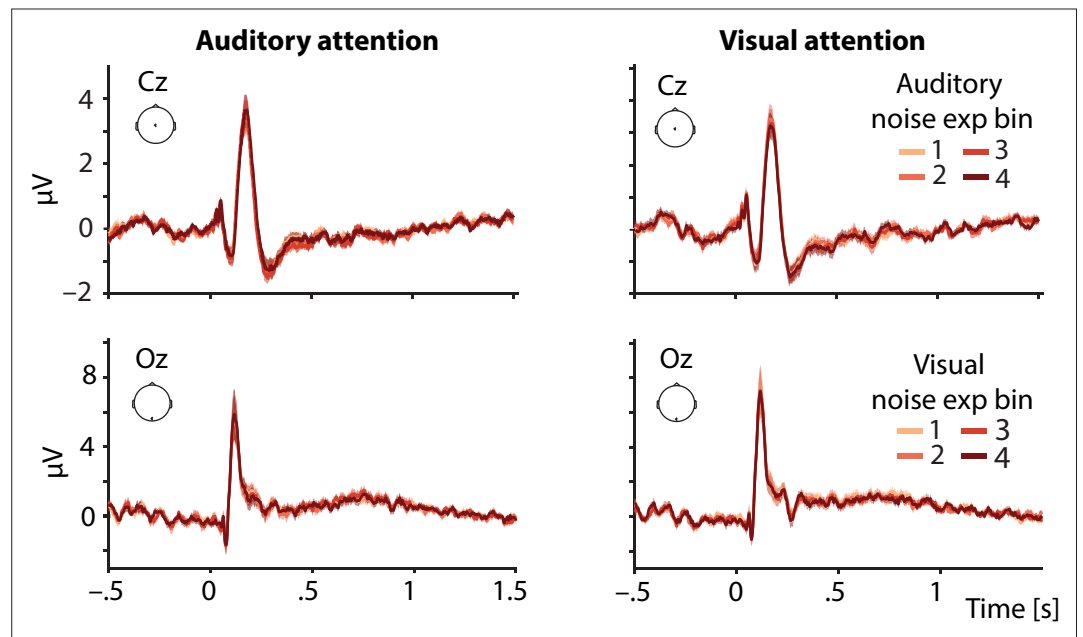 Auditory attention
Visual attention
Cz
4
2
0
−2
µV
Cz
Auditory
noise exp bin
1 3
2 4
Oz
8
4
0
µV
−.5 0 .5 1 1.5
Oz
Visual
noise exp bin
1 3
2 4
−.5 0 .5 1
Time [s]